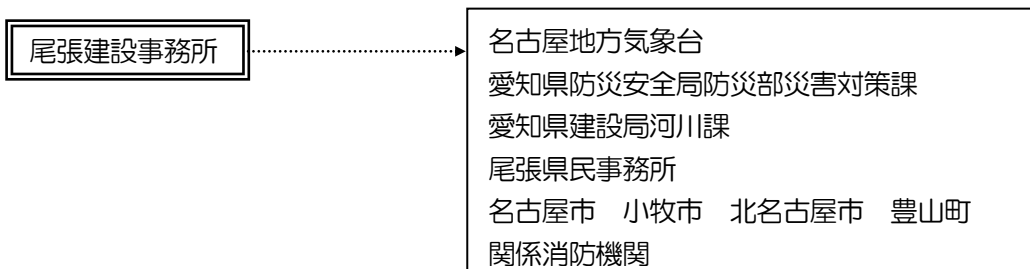 尾張建設事務所
名古屋地方気象台
愛知県防災安全局防災部災害対策課
愛知県建設局河川課
尾張県民事務所
名古屋市　小牧市　北名古屋市　豊山町
関係消防機関